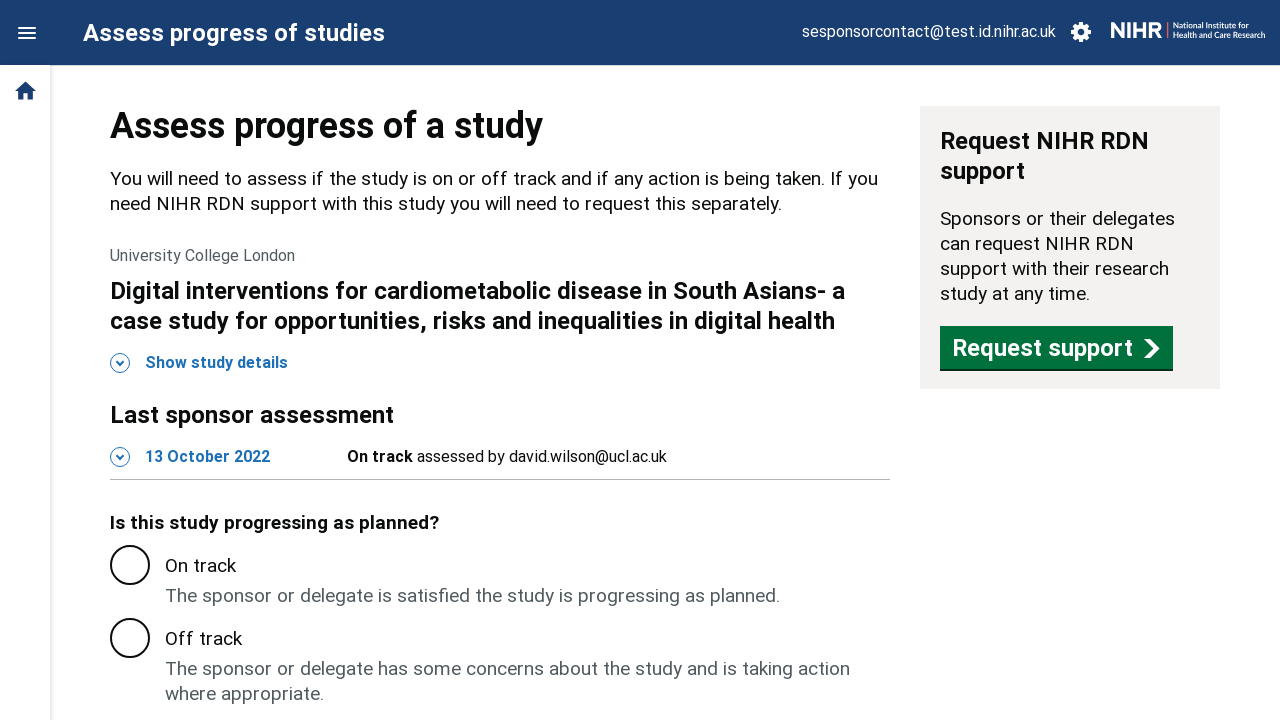 Assess progress of studies
sesponsorcontact@test.id.nihr.ac.uk
NIHR | National Institute for
Health and Care Research
Assess progress of a study
You will need to assess if the study is on or off track and if any action is being taken. If you
need NIHR RDN support with this study you will need to request this separately.
University College London
Digital interventions for cardiometabolic disease in South Asians- a
case study for opportunities, risks and inequalities in digital health
Show study details
Last sponsor assessment
13 October 2022 On track assessed by david.wilson@ucl.ac.uk
Is this study progressing as planned?
On track
The sponsor or delegate is satisfied the study is progressing as planned.
Off track
The sponsor or delegate has some concerns about the study and is taking action
where appropriate.
Request NIHR RDN
support
Sponsors or their delegates
can request NIHR RDN
support with their research
study at any time.
Request support